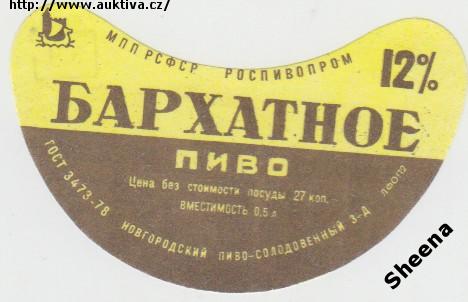 http://www.auktiva.cz/
МПП РСФСР РОСПИВОПРОМ
12%
БАРХАТНОЕ
ПИВО
Цена без стоимости посуды 27 коп.
ВМЕСТИМОСТЬ 0,5 л.
ГОСТ 3473-78 НОВГОРОДСКИЙ ПИВО-СОЛОДОВЕННЫЙ З-Д
Sheena